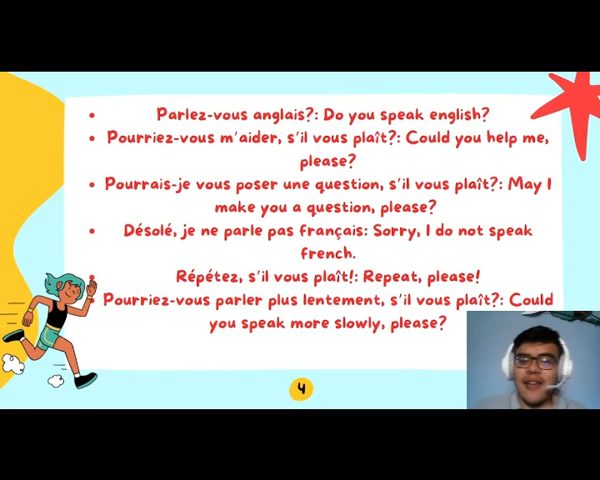 Parlez-vous anglais?: Do you speak english?
Pourriez-vous m'aider, s'il vous plaît?: Could you help me,
please?
Pourrais-je vous poser une question, s'il vous plaît?: May I
make you a question, please?
Désolé, je ne parle pas français: Sorry, I do not speak
french.
Répétez, s'il vous plaît!: Repeat, please!
Pourriez-vous parler plus lentement, s'il vous plaît?: Could
you speak more slowly, please?
4